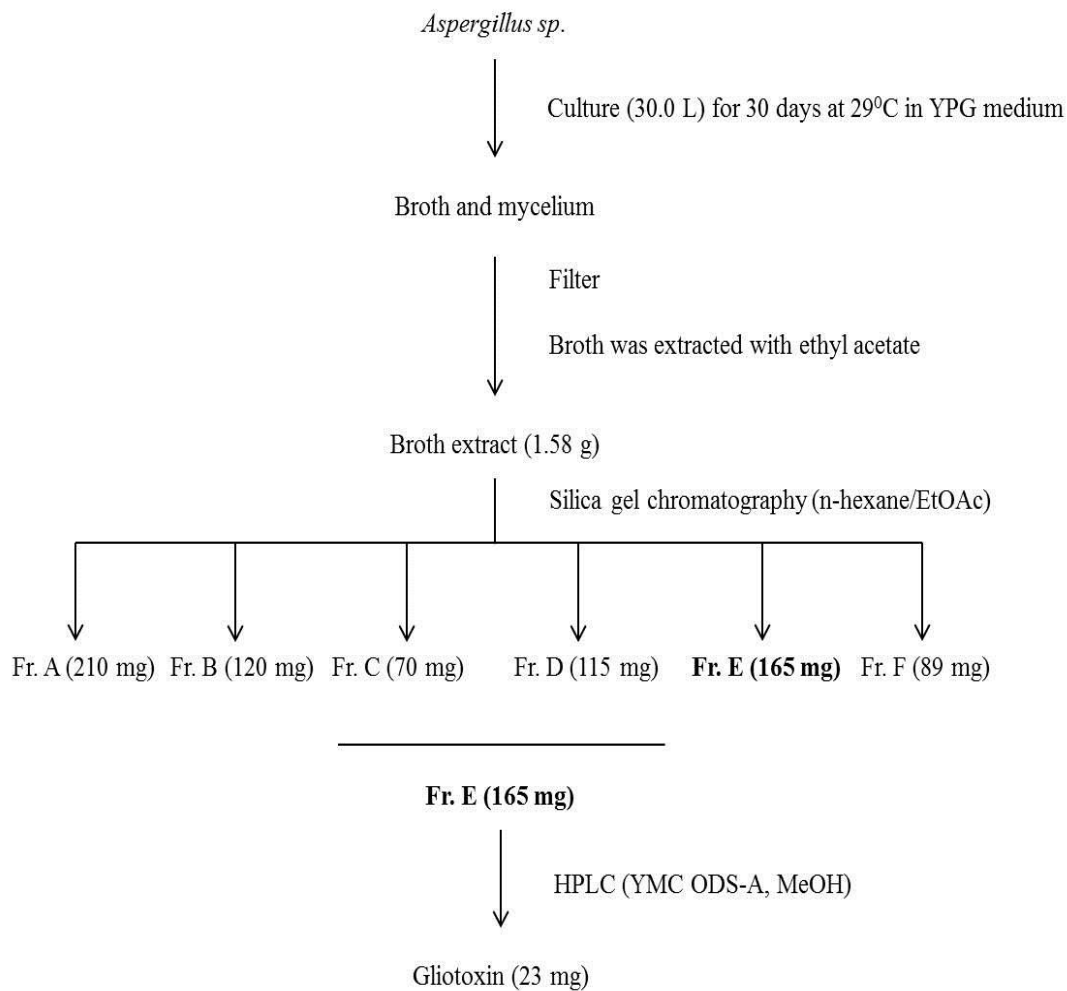 Aspergillus sp.
Culture (30.0 L) for 30 days at 29⁰C in YPG medium
Broth and mycelium
Filter
Broth was extracted with ethyl acetate
Broth extract (1.58 g)
Silica gel chromatography (n-hexane/EtOAc)
Fr. A (210 mg) Fr. B (120 mg) Fr. C (70 mg) Fr. D (115 mg) Fr. E (165 mg) Fr. F (89 mg)
Fr. E (165 mg)
HPLC (YMC ODS-A, MeOH)
Gliotoxin (23 mg)